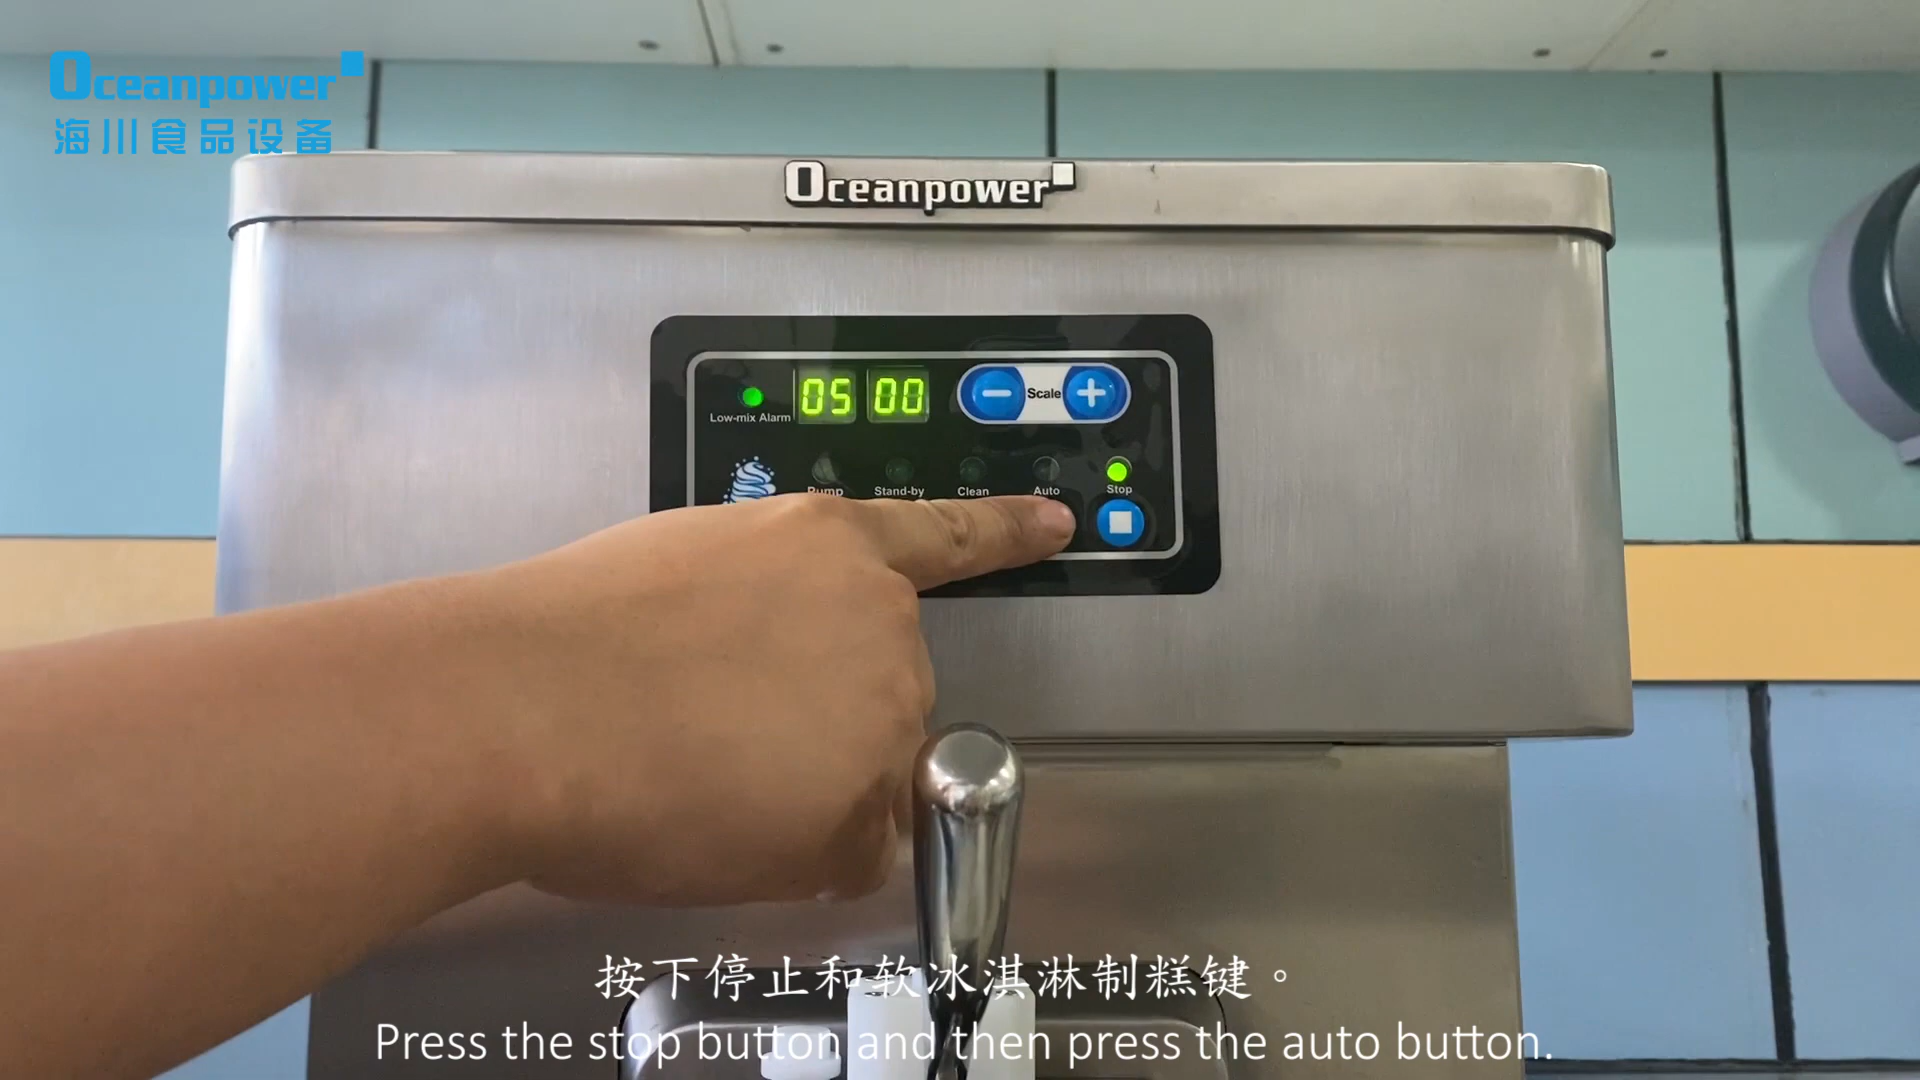 Oceanpower
海川食品设备
Oceanpower
05 00
Scale
Low-mix Alarm
Pump Stand-by Clean Auto Stop
按下停止和软冰淇淋制糕键。
Press the stop button and then press the auto button.